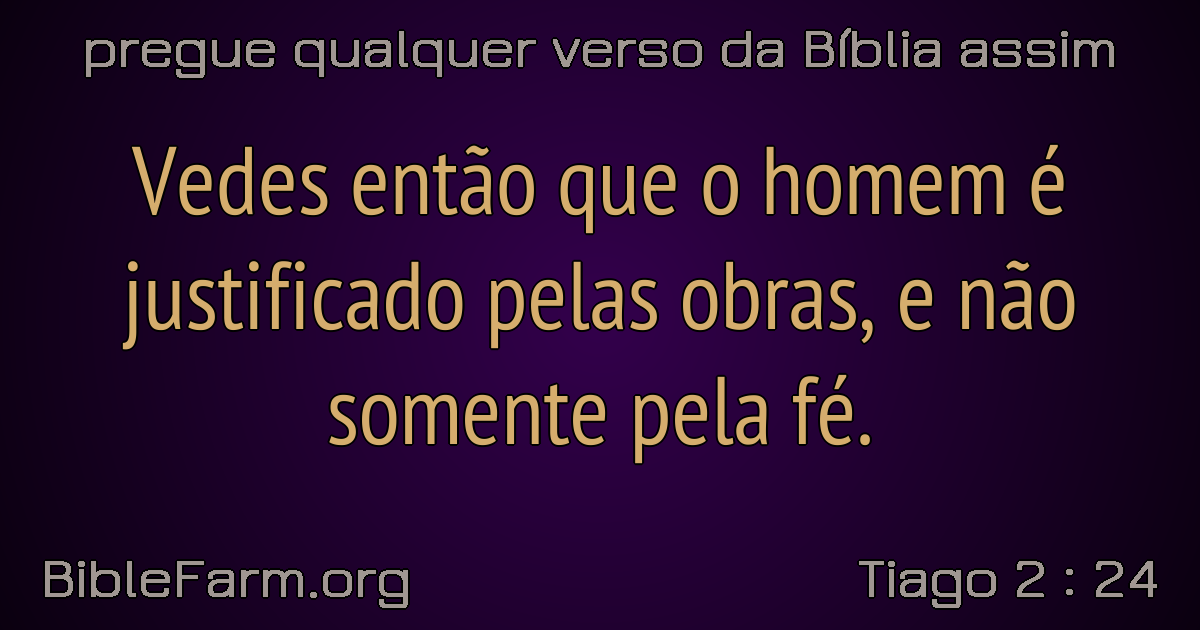 pregue qualquer verso da Bíblia assim
Vedes então que o homem é
justificado pelas obras, e não
somente pela fé.
BibleFarm.org
Tiago 2 : 24